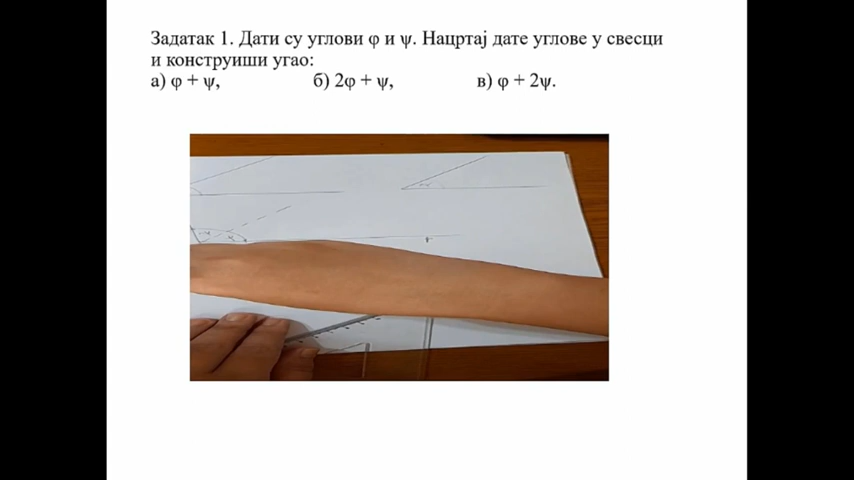 Задатак 1. Дати су углови φ и ψ. Нацртај дате углове у свесци
и конструиши угао:
а) φ + ψ, б) 2φ + ψ, в) φ + 2ψ.